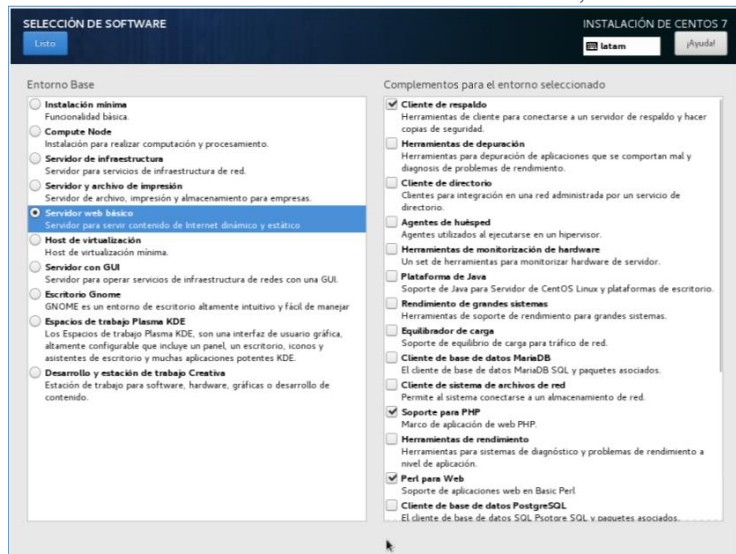 SELECCIÓN DE SOFTWARE
Listo
INSTALACIÓN DE CENTOS 7
latam
¡Ayuda!
Entorno Base
Instalación mínima
Funcionalidad básica.
Compute Node
Instalación para realizar computación y procesamiento.
Servidor de infraestructura
Servidor para servicios de infraestructura de red.
Servidor y archivo de impresión
Servidor de archivo, impresión y almacenamiento para empresas.
Servidor web básico
Servidor para servir contenido de Internet dinámico y estático
Host de virtualización
Host de virtualización mínima.
Servidor con GUI
Servidor para operar servicios de infraestructura de redes con una GUI.
Escritorio Gnome
GNOME es un entorno de escritorio altamente intuitivo y fácil de manejar
Espacios de trabajo Plasma KDE
Los Espacios de trabajo Plasma KDE, son una interfaz de usuario gráfica,
altamente configurable que incluye un panel, un escritorio, iconos y
asistentes de escritorio y muchas aplicaciones potentes KDE.
Desarrollo y estación de trabajo Creativa
Estación de trabajo para software, hardware, gráficas o desarrollo de
contenido.
Complementos para el entorno seleccionado
Cliente de respaldo
Herramientas de cliente para conectarse a un servidor de respaldo y hacer
copias de seguridad.
Herramientas de depuración
Herramientas para depuración de aplicaciones que se comportan mal y
diagnosis de problemas de rendimiento.
Cliente de directorio
Clientes para integración en una red administrada por un servicio de
directorio.
Agentes de huésped
Agentes utilizados al ejecutarse en un hipervisor.
Herramientas de monitorización de hardware
Un set de herramientas para monitorizar hardware de servidor.
Plataforma de Java
Soporte de Java para Servidor de CentOS Linux y plataformas de escritorio.
Rendimiento de grandes sistemas
Herramientas de soporte de rendimiento para grandes sistemas.
Equilibrador de carga
Soporte de equilibrio de carga para tráfico de red.
Cliente de base de datos MariaDB
El cliente de base de datos MariaDB SQL y paquetes asociados.
Cliente de sistema de archivos de red
Permite al sistema conectarse a un almacenamiento de red.
Soporte para PHP
Marco de aplicación de web PHP.
Herramientas de rendimiento
Herramientas para sistemas de diagnóstico y problemas de rendimiento a
nivel de aplicación.
Perl para Web
Soporte de aplicaciones web en Basic Perl
Cliente de base de datos PostgreSQL
El cliente de base de datos SQL Psotgre SQL y paquetes asociados.